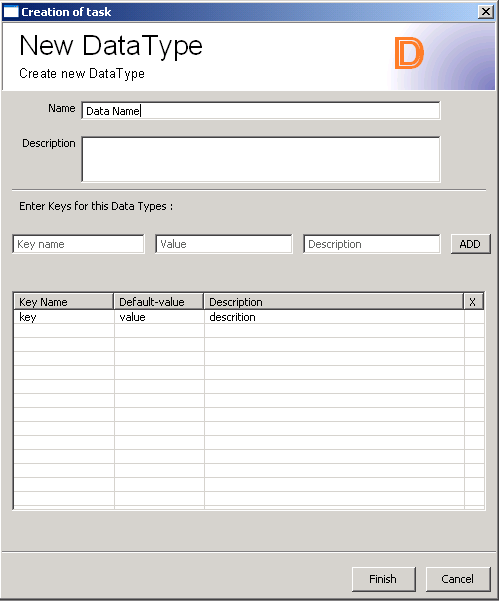 Creation of task
New DataType
D
Create new DataType
Name Data Name
Description
Enter Keys for this Data Types :
Key name Value Description ADD
Key Name Default-value Description X
key value descrition
Finish Cancel